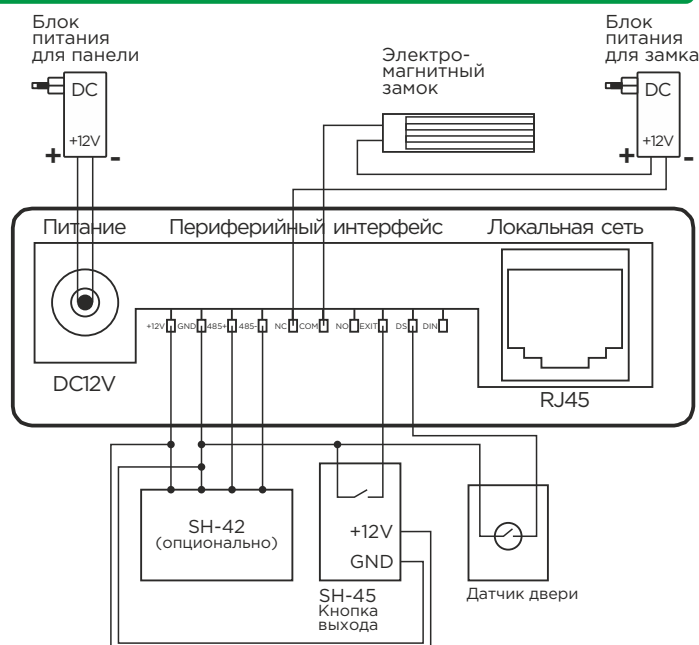 Блок
питания
для панели
Блок
питания
для замка
Электро-
магнитный
замок
DC
DC
+12V
+12V
+ -
+ -
Питание Периферийный интерфейс Локальная сеть
+12V GND 485+ 485- NC COM NO EXIT DS DIN
DC12V
RJ45
SH-42
(опционально)
+12V
GND
SH-45
Кнопка
выхода
Датчик двери